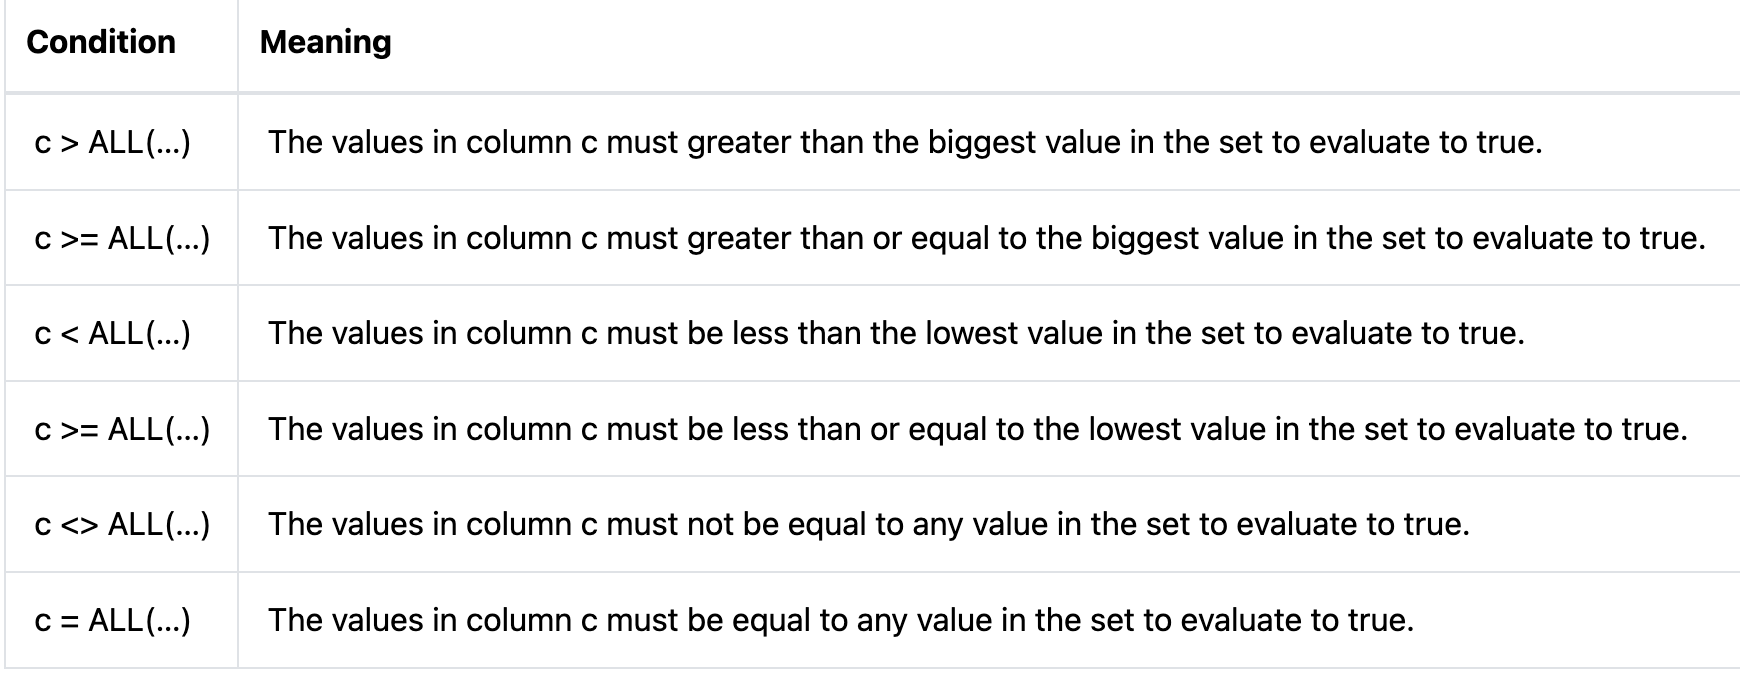 Condition Meaning
c > ALL(...) The values in column c must greater than the biggest value in the set to evaluate to true.
c >= ALL(...) The values in column c must greater than or equal to the biggest value in the set to evaluate to true.
c < ALL(...) The values in column c must be less than the lowest value in the set to evaluate to true.
c >= ALL(...) The values in column c must be less than or equal to the lowest value in the set to evaluate to true.
c <> ALL(...) The values in column c must not be equal to any value in the set to evaluate to true.
c = ALL(...) The values in column c must be equal to any value in the set to evaluate to true.